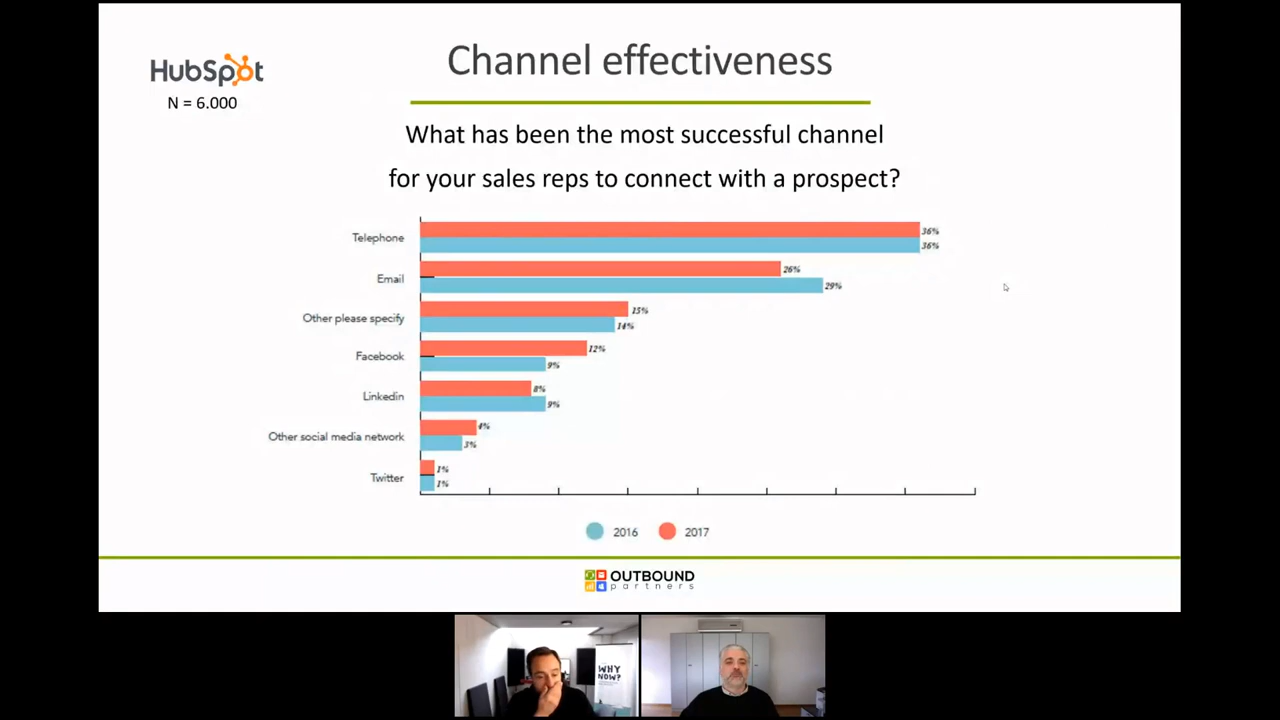 Channel effectiveness
HubSpot
N = 6.000
What has been the most successful channel
for your sales reps to connect with a prospect?
Telephone
36%
36%
Email
26%
29%
Other please specify
15%
14%
Facebook
12%
9%
Linkedin
8%
9%
Other social media network
4%
3%
Twitter
1%
1%
2016
2017
OUTBOUND
partners
WHY
NOW?